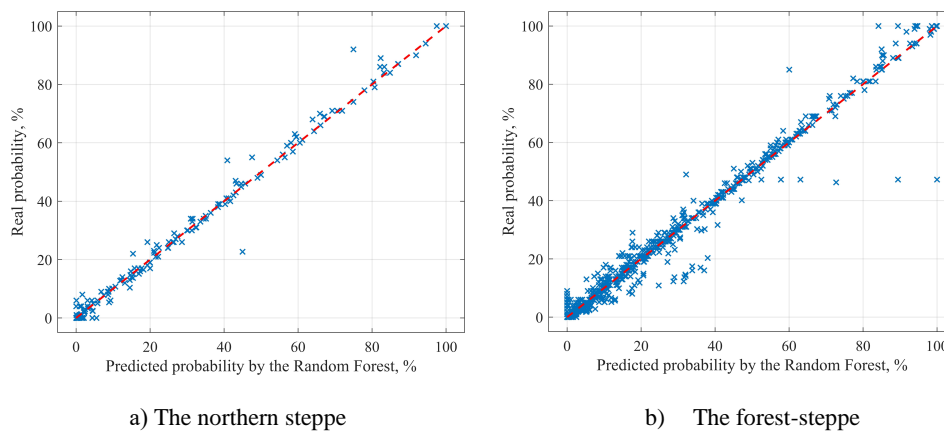 100
80
60
40
20
0
Real probability, %
0 20 40 60 80 100
Predicted probability by the Random Forest, %
a) The northern steppe
100
80
60
40
20
0
Real probability, %
0 20 40 60 80 100
Predicted probability by the Random Forest, %
b) The forest-steppe